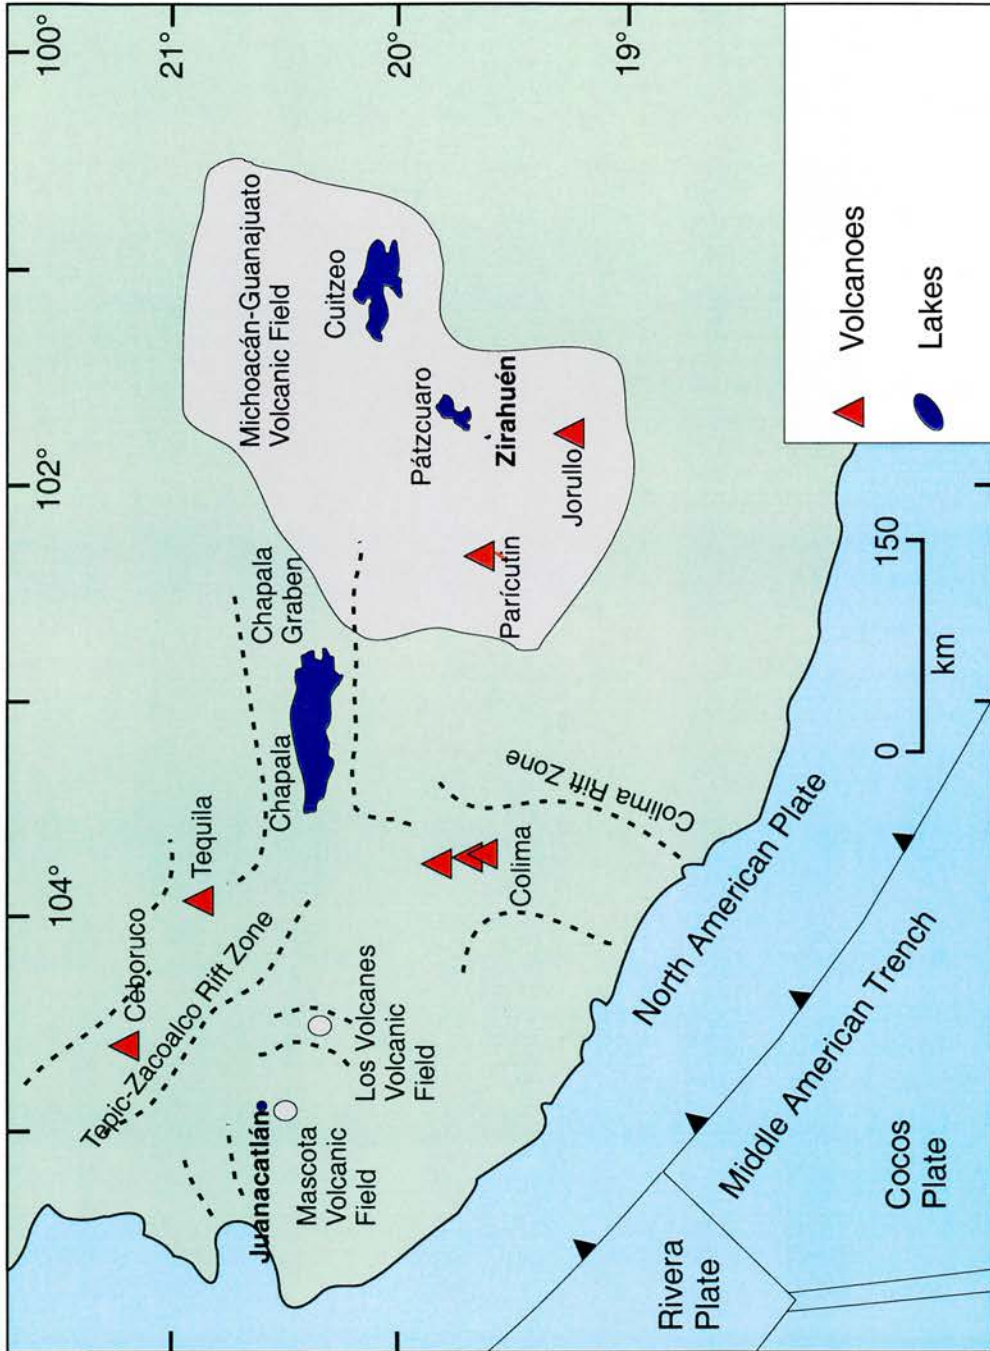 100°
102°
104°
21°
20°
19°
Ceboruco
Tequila
Tepic-Zacoalco Rift Zone
Chapala
Graben
Chapala
Michoacán-Guanajuato
Volcanic Field
Cuitzeo
Pátzcuaro
Zirahuén
Jorullo
Parícutin
Juanacatlán
Mascota
Volcanic
Field
Los Volcanes
Volcanic
Field
Colima
Colima Rift Zone
North American Plate
Middle American Trench
Rivera
Plate
Cocos
Plate
0
150
km
Volcanoes
Lakes